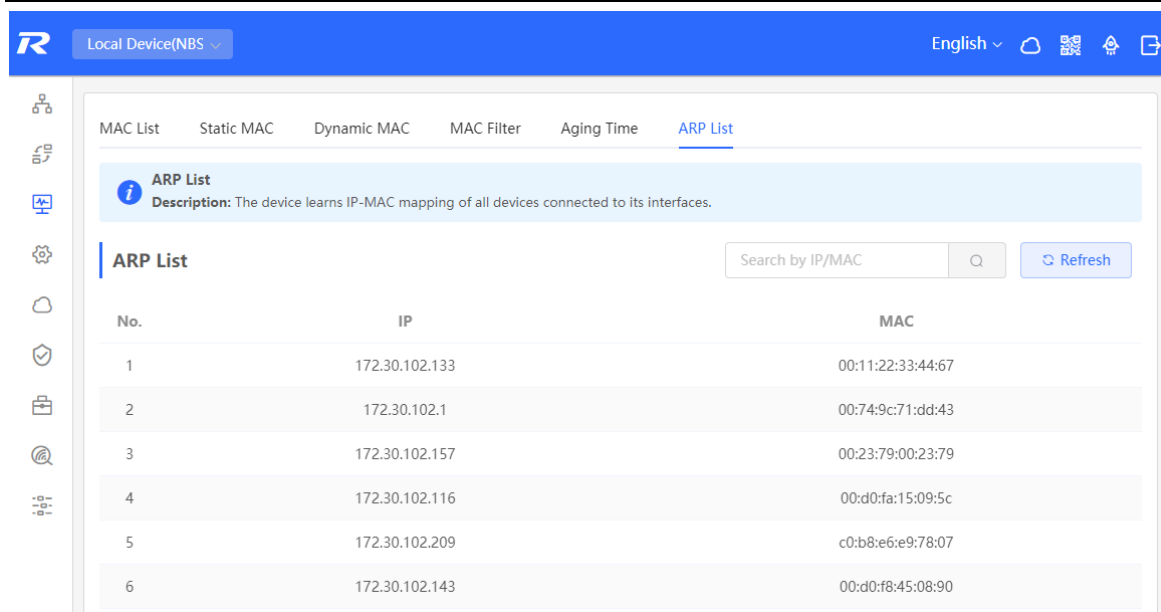 Local Device(NBS
English
MAC List Static MAC Dynamic MAC MAC Filter Aging Time ARP List
ARP List
Description: The device learns IP-MAC mapping of all devices connected to its interfaces.
ARP List
Search by IP/MAC
Refresh
No. IP MAC
1 172.30.102.133 00:11:22:33:44:67
2 172.30.102.1 00:74:9c:71:dd:43
3 172.30.102.157 00:23:79:00:23:79
4 172.30.102.116 00:d0:fa:15:09:5c
5 172.30.102.209 c0:b8:e6:e9:78:07
6 172.30.102.143 00:d0:f8:45:08:90